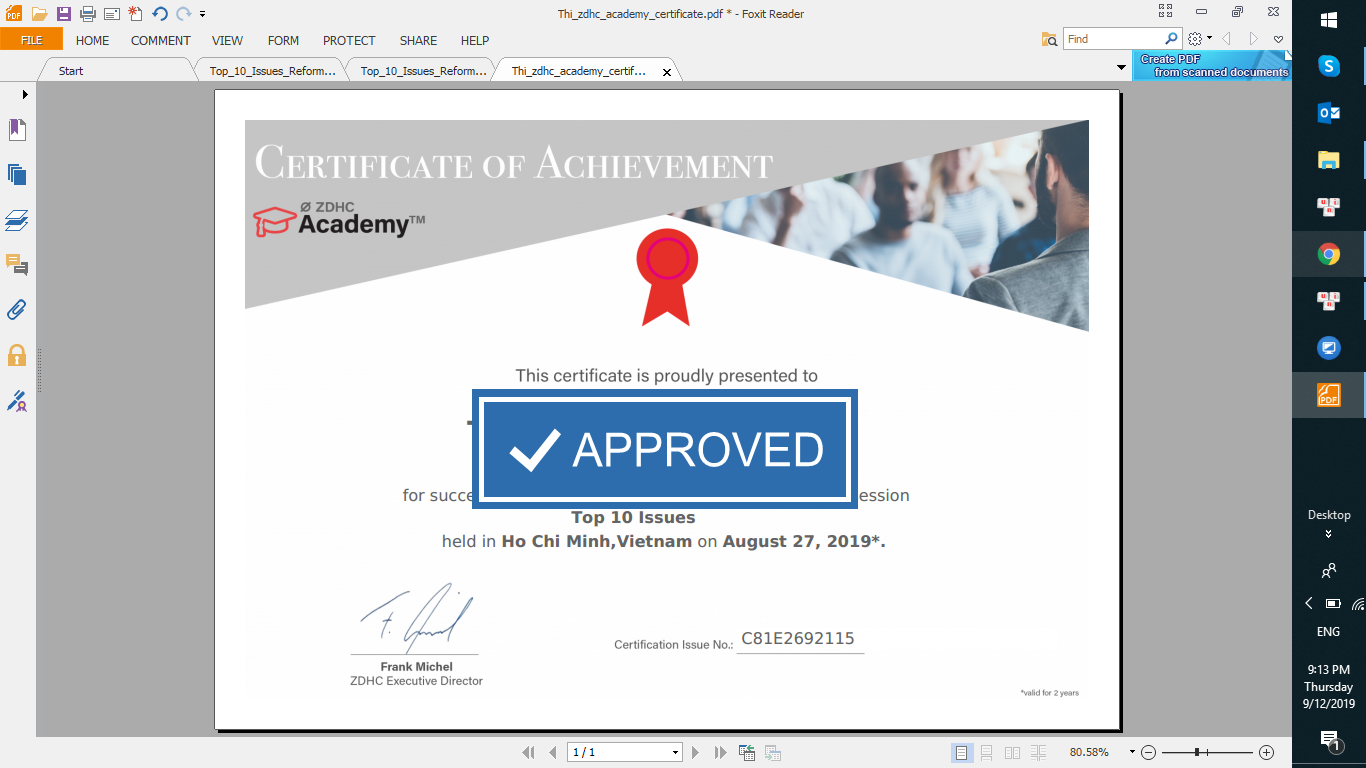 Thi_zdhc_academy_certificate.pdf * - Foxit Reader
FILE HOME COMMENT VIEW FORM PROTECT SHARE HELP
Find
Start
Top_10_Issues_Reform...
Top_10_Issues_Reform...
Thi_zdhc_academy_certif...
Create PDF
from scanned documents
CERTIFICATE OF ACHIEVEMENT
Ø ZDHC
Academy™
This certificate is proudly presented to
APPROVED
for succe
ession
Top 10 Issues
held in Ho Chi Minh,Vietnam on August 27, 2019*.
Frank Michel
ZDHC Executive Director
Certification Issue No.: C81E2692115
*valid for 2 years
1 / 1
80.58%
Desktop
ENG
9:13 PM
Thursday
9/12/2019
1